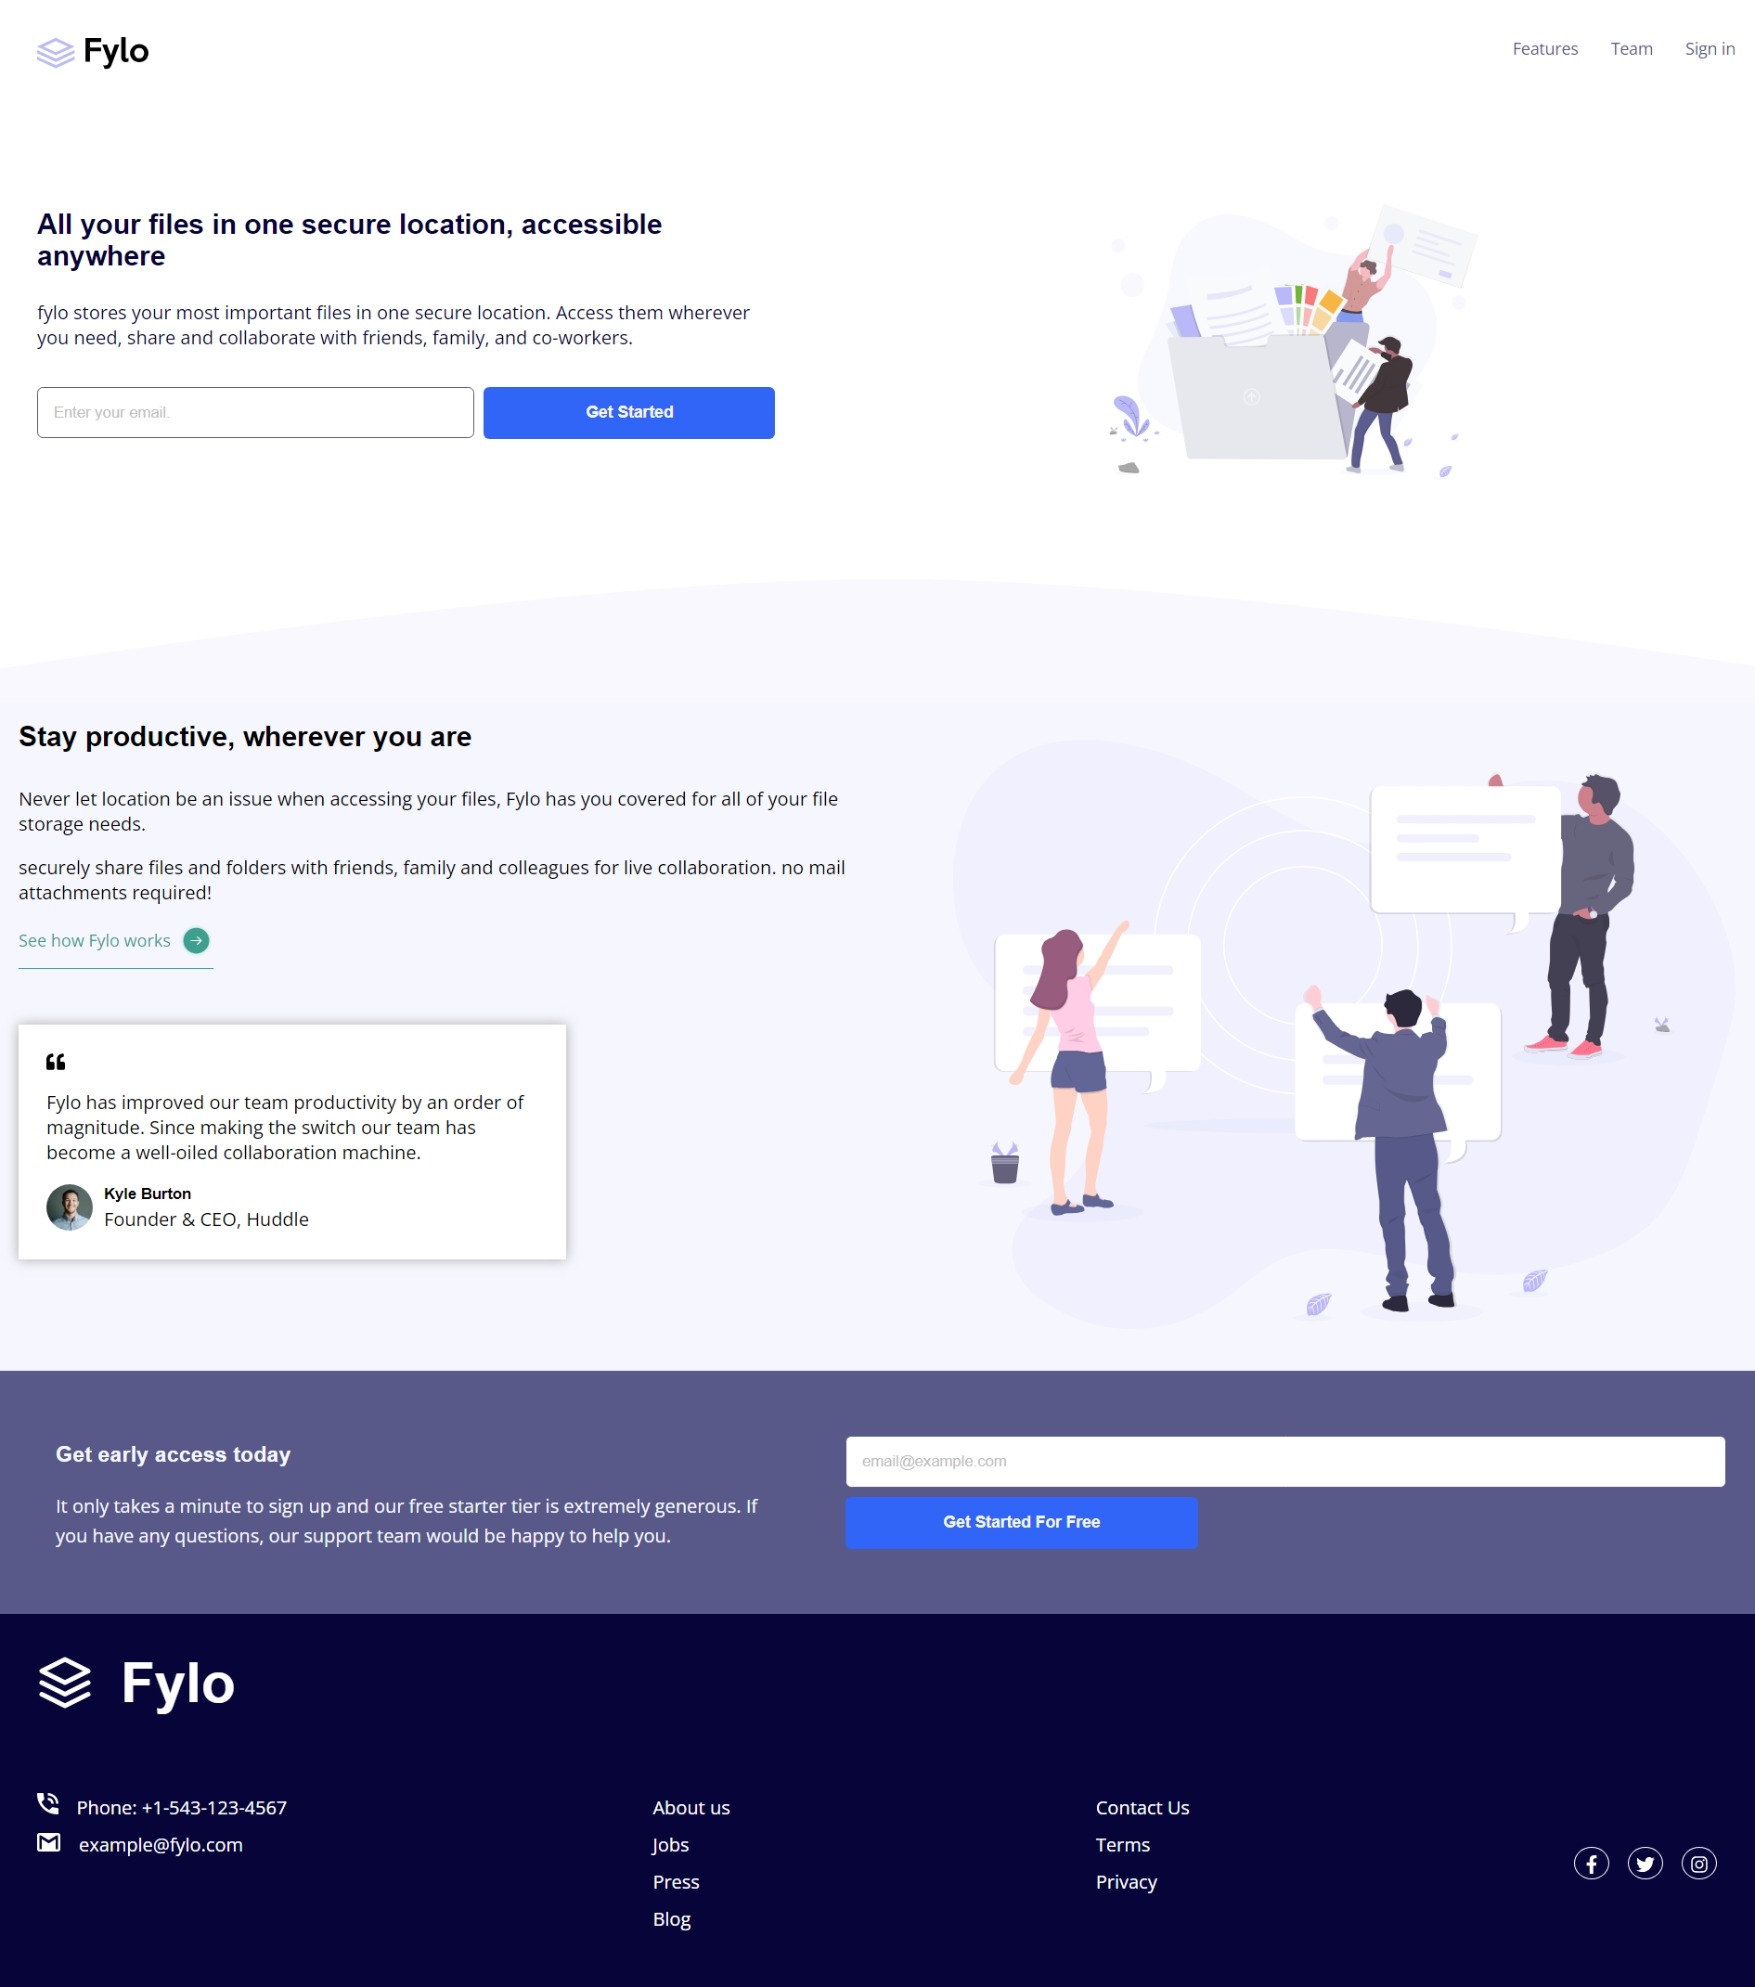 Fylo
Features Team Sign in
All your files in one secure location, accessible
anywhere
fylo stores your most important files in one secure location. Access them wherever
you need, share and collaborate with friends, family, and co-workers.
Enter your email.
Get Started
Stay productive, wherever you are
Never let location be an issue when accessing your files, Fylo has you covered for all of your file
storage needs.
securely share files and folders with friends, family and colleagues for live collaboration. no mail
attachments required!
See how Fylo works
Fylo has improved our team productivity by an order of
magnitude. Since making the switch our team has
become a well-oiled collaboration machine.
Kyle Burton
Founder & CEO, Huddle
Get early access today
It only takes a minute to sign up and our free starter tier is extremely generous. If
you have any questions, our support team would be happy to help you.
email@example.com
Get Started For Free
Fylo
Phone: +1-543-123-4567
example@fylo.com
About us
Jobs
Press
Blog
Contact Us
Terms
Privacy